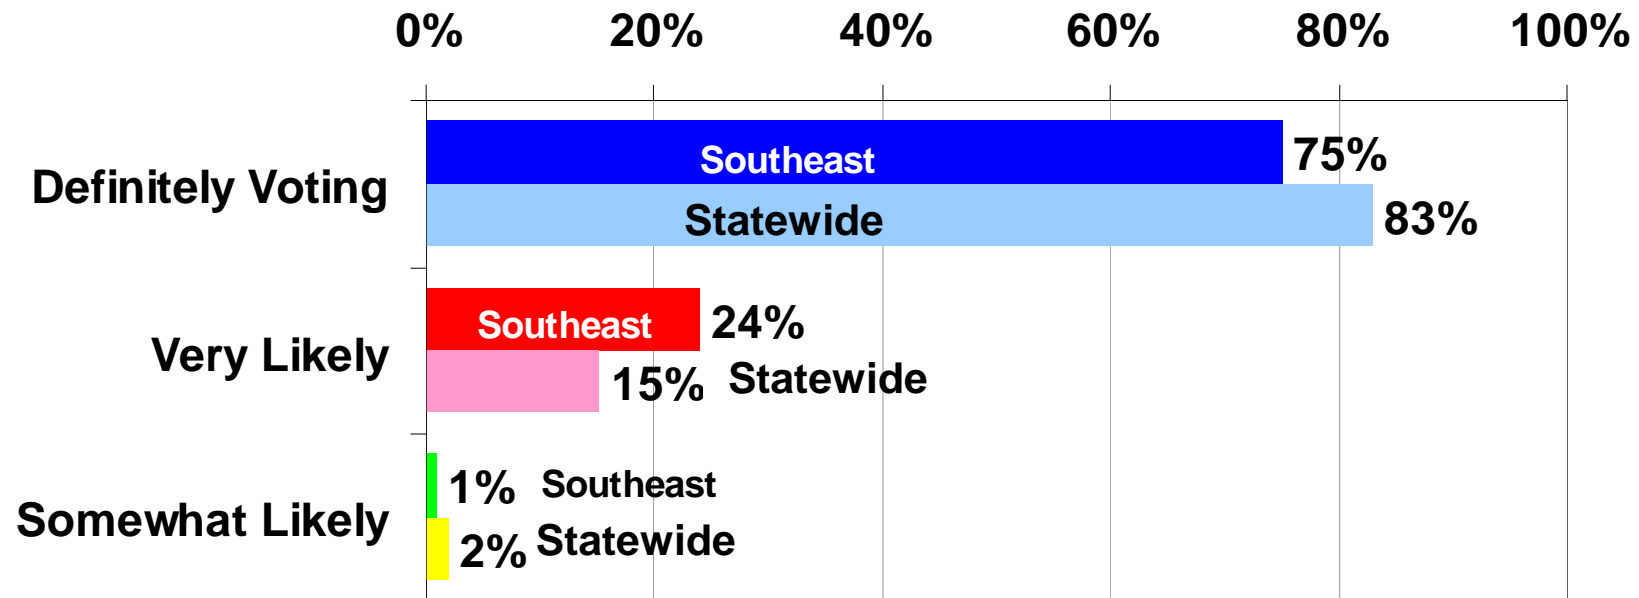 0% 20% 40% 60% 80% 100%
Definitely Voting
Southeast 75%
Statewide 83%
Very Likely
Southeast 24%
15% Statewide
Somewhat Likely
1% Southeast
2% Statewide